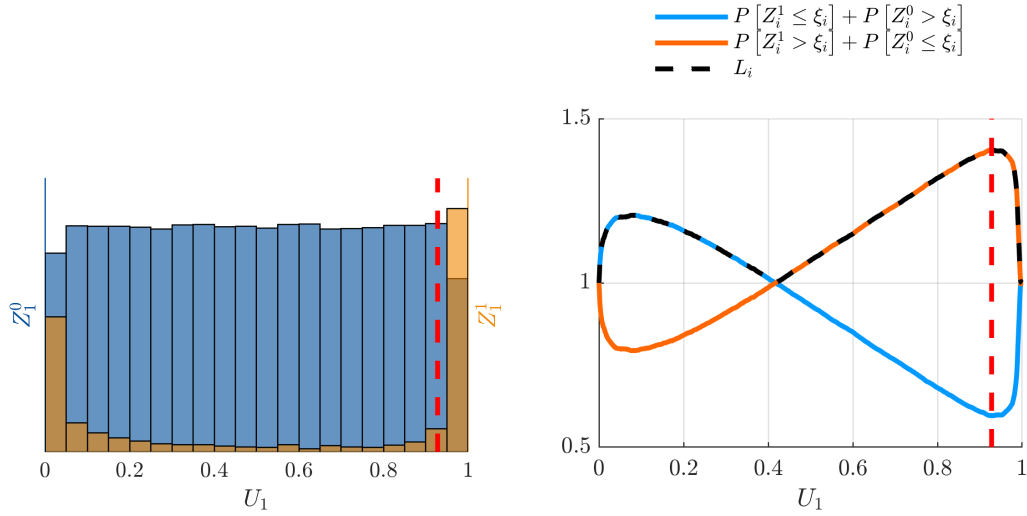 P [Z_i^1 ≤ ξ_i] + P [Z_i^0 > ξ_i]
P [Z_i^1 > ξ_i] + P [Z_i^0 ≤ ξ_i]
L_i
Z_1^0
0 0.2 0.4 0.6 0.8 1
U_1
Z_1^1
1.5
1
0.5
0 0.2 0.4 0.6 0.8 1
U_1